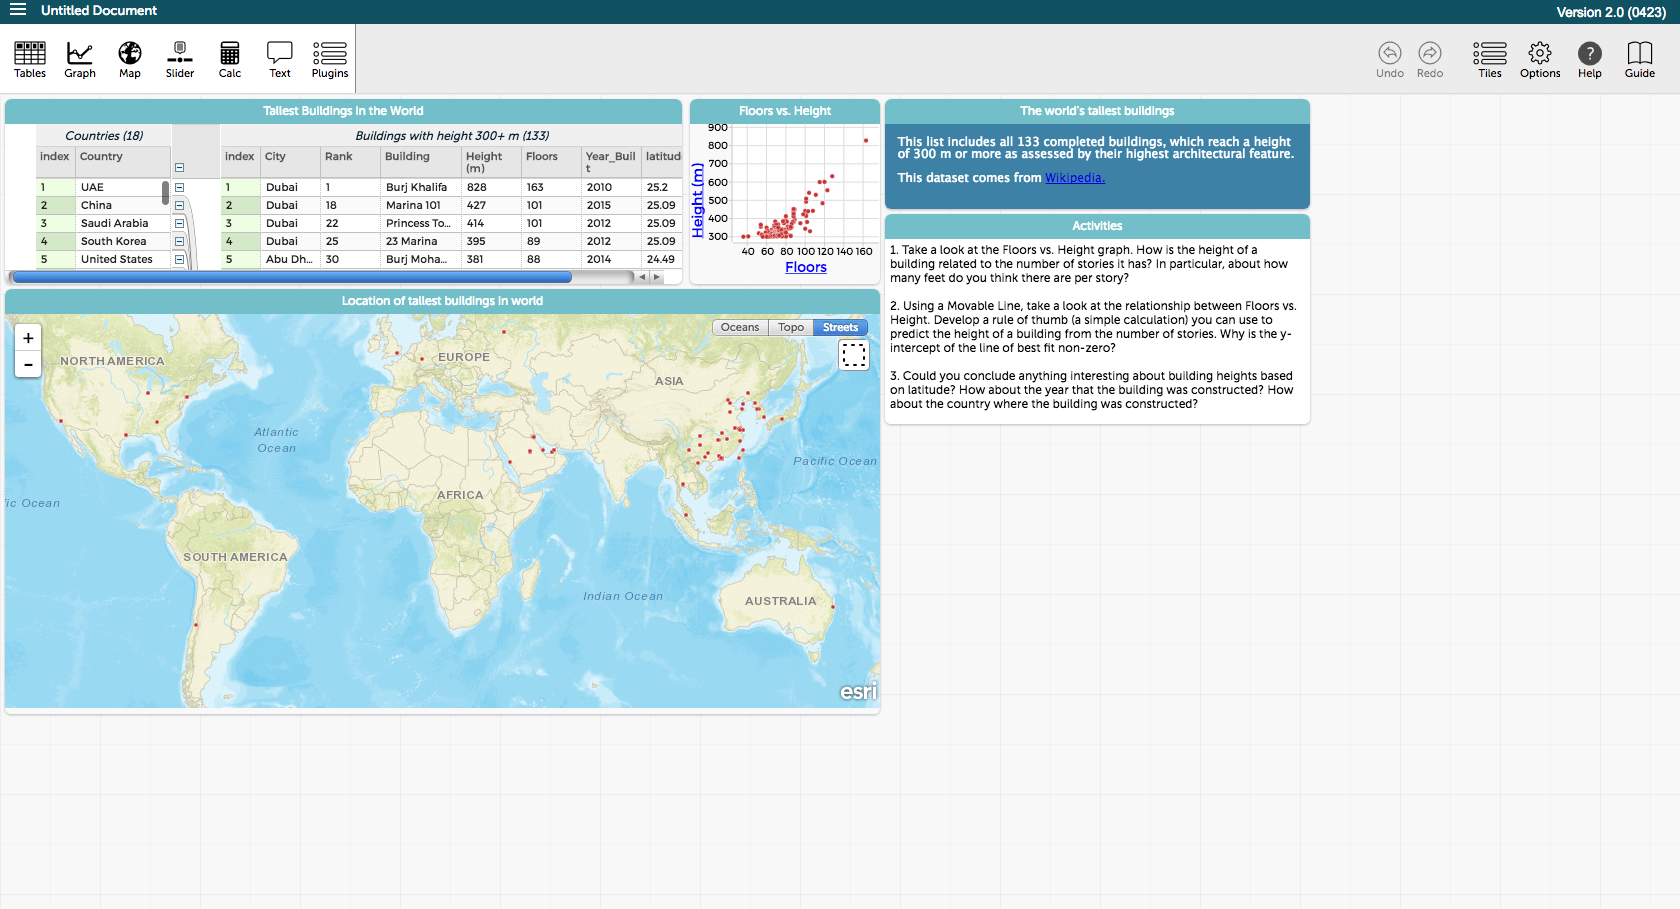 Untitled Document
Version 2.0 (0423)
Tables
Graph
Map
Slider
Calc
Text
Plugins
Undo
Redo
Tiles
Options
Help
Guide
Tallest Buildings in the World
Countries (18)
Buildings with height 300+ m (133)
index Country
index City Rank Building Height (m) Floors Year_Buil t latitud
1 UAE 1 Dubai 1 Burj Khalifa 828 163 2010 25.2
2 China 2 Dubai 18 Marina 101 427 101 2015 25.09
3 Saudi Arabia 3 Dubai 22 Princess To... 414 101 2012 25.09
4 South Korea 4 Dubai 25 23 Marina 395 89 2012 25.09
5 United States 5 Abu Dh... 30 Burj Moha... 381 88 2014 24.49
Floors vs. Height
900
800
700
600
500
400
300
Height (m)
40 60 80 100 120 140 160
Floors
The world's tallest buildings
This list includes all 133 completed buildings, which reach a height
of 300 m or more as assessed by their highest architectural feature.
This dataset comes from Wikipedia.
Activities
1. Take a look at the Floors vs. Height graph. How is the height of a
building related to the number of stories it has? In particular, about how
many feet do you think there are per story?
2. Using a Movable Line, take a look at the relationship between Floors vs.
Height. Develop a rule of thumb (a simple calculation) you can use to
predict the height of a building from the number of stories. Why is the y-
intercept of the line of best fit non-zero?
3. Could you conclude anything interesting about building heights based
on latitude? How about the year that the building was constructed? How
about the country where the building was constructed?
Location of tallest buildings in world
+
-
Oceans Topo Streets
NORTH AMERICA
EUROPE
ASIA
Atlantic
Ocean
Pacific Ocean
fic Ocean
AFRICA
SOUTH AMERICA
Indian Ocean
AUSTRALIA
esri